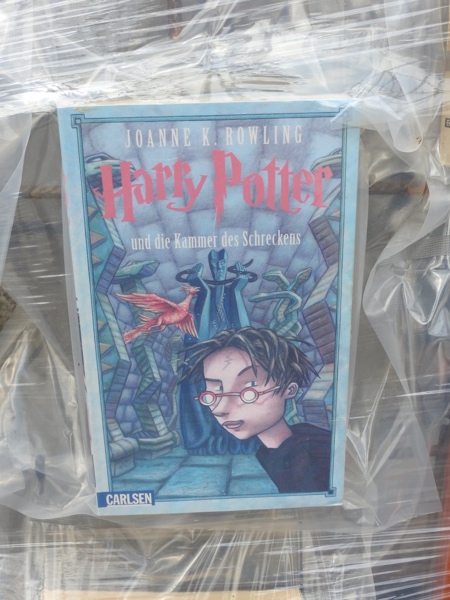 JOANNE K. ROWLING
Harry Potter
und die Kammer des Schreckens
CARLSEN